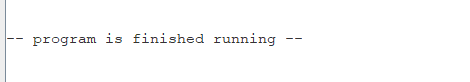 -- program is finished running --